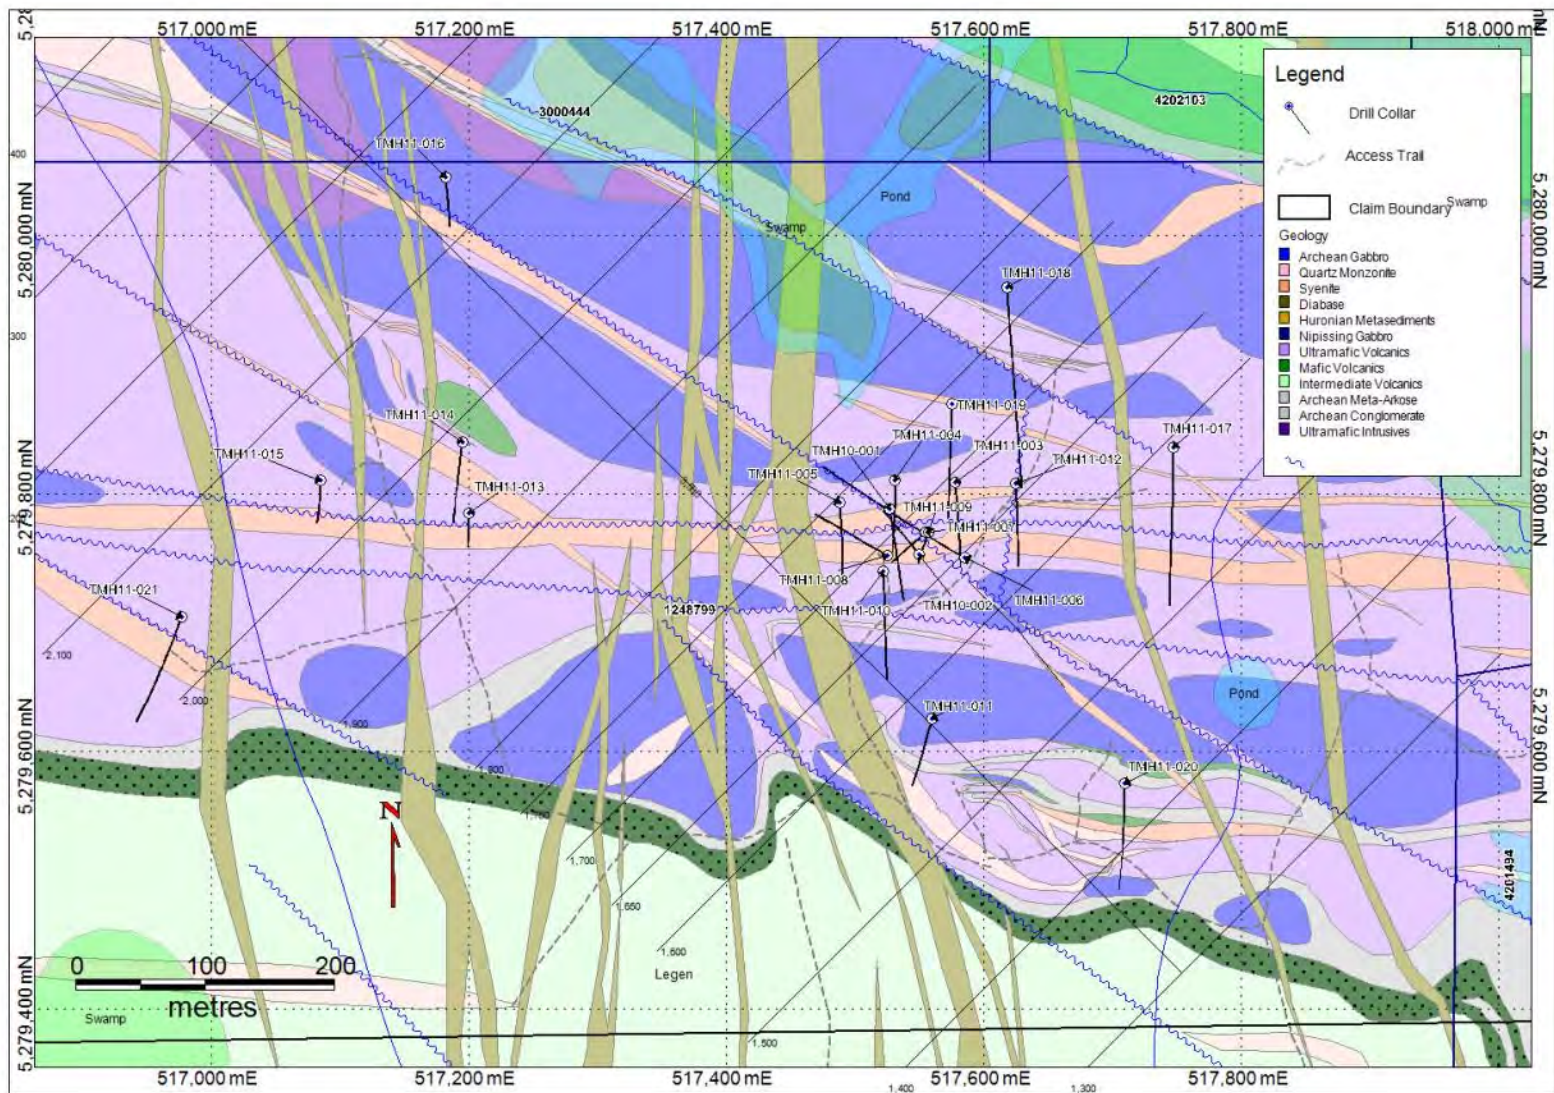 517,000 mE
517,200 mE
517,400 mE
517,600 mE
517,800 mE
518,000 mE
5,280,000 mN
5,279,800 mN
5,279,600 mN
5,279,400 mN
5,280,000 mN
5,279,800 mN
5,279,600 mN
Legend
Drill Collar
Access Trail
Claim Boundary
Swamp
Geology
Archean Gabbro
Quartz Monzonite
Syenite
Diabase
Huronian Metasediments
Nipissing Gabbro
Ultramafic Volcanics
Mafic Volcanics
Intermediate Volcanics
Archean Meta-Arkose
Archean Conglomerate
Ultramafic Intrusives
3000444
4202103
400
TMH11-016
Pond
Swamp
TMH11-018
300
TMH11-019
TMH11-014
TMH11-004
TMH11-003
TMH11-017
TMH10-001
TMH11-015
TMH11-005
TMH11-012
TMH11-013
TMH11-009
TMH11-007
TMH11-008
TMH11-021
1248799
TMH11-010
TMH10-002
TMH11-006
2,100
2,000
Pond
1,900
TMH11-011
TMH11-020
1,700
4201494
1,650
1,600
Legen
N
0 100 200
metres
Swamp
1,500
517,000 mE
517,200 mE
517,400 mE
517,600 mE
517,800 mE
1,400
1,300